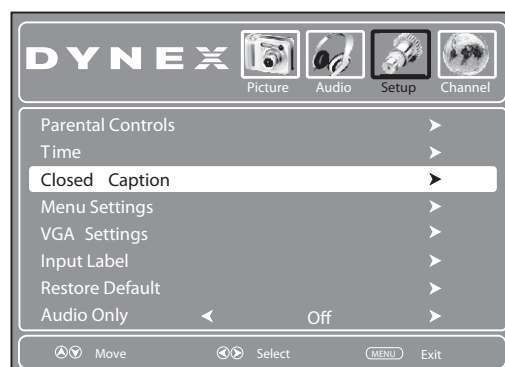 DYNEX
Picture Audio Setup Channel
Parental Controls
Time
Closed Caption
Menu Settings
VGA Settings
Input Label
Restore Default
Audio Only Off
Move Select MENU Exit